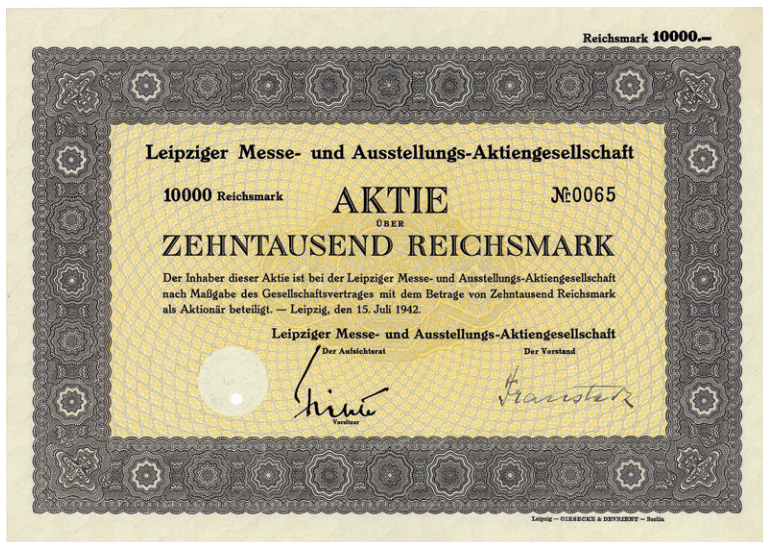 Reichsmark 10000.—
Leipziger Messe- und Ausstellungs-Aktiengesellschaft
10000 Reichsmark AKTIE № 0065
ÜBER
ZEHNTAUSEND REICHSMARK
Der Inhaber dieser Aktie ist bei der Leipziger Messe- und Ausstellungs-Aktiengesellschaft
nach Maßgabe des Gesellschaftsvertrages mit dem Betrage von Zehntausend Reichsmark
als Aktionär beteiligt. — Leipzig, den 15. Juli 1942.
Leipziger Messe- und Ausstellungs-Aktiengesellschaft
Der Aufsichtsrat Der Vorstand
Vorsitzer
Leipzig — GIESECKE & DEVRIENT — Berlin